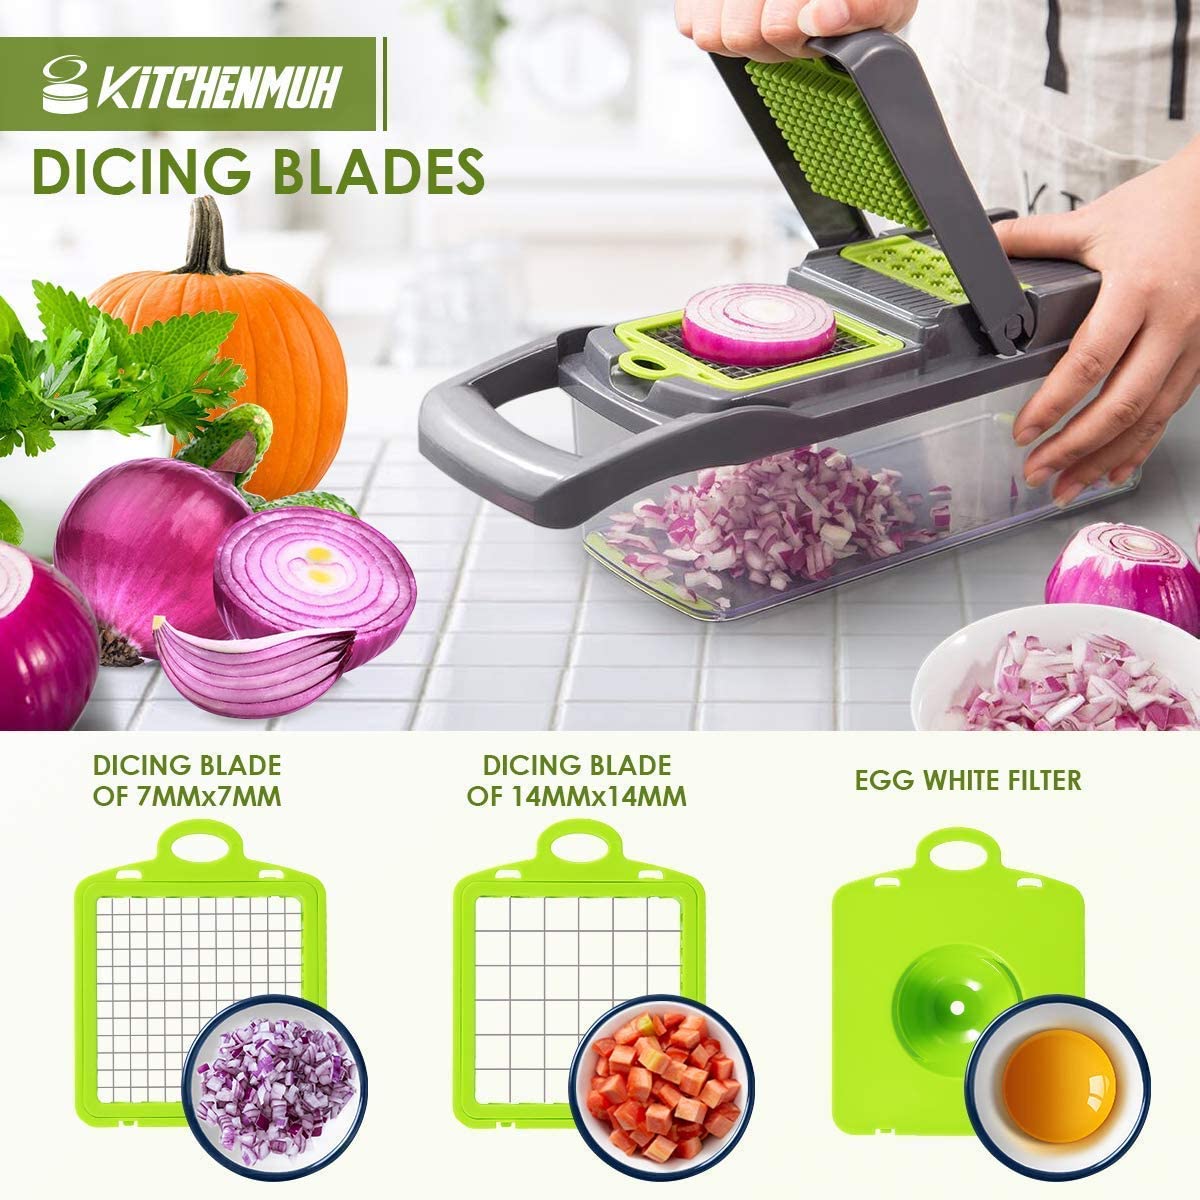 KITCHENMUH
DICING BLADES
DICING BLADE
OF 7MMx7MM
DICING BLADE
OF 14MMx14MM
EGG WHITE FILTER